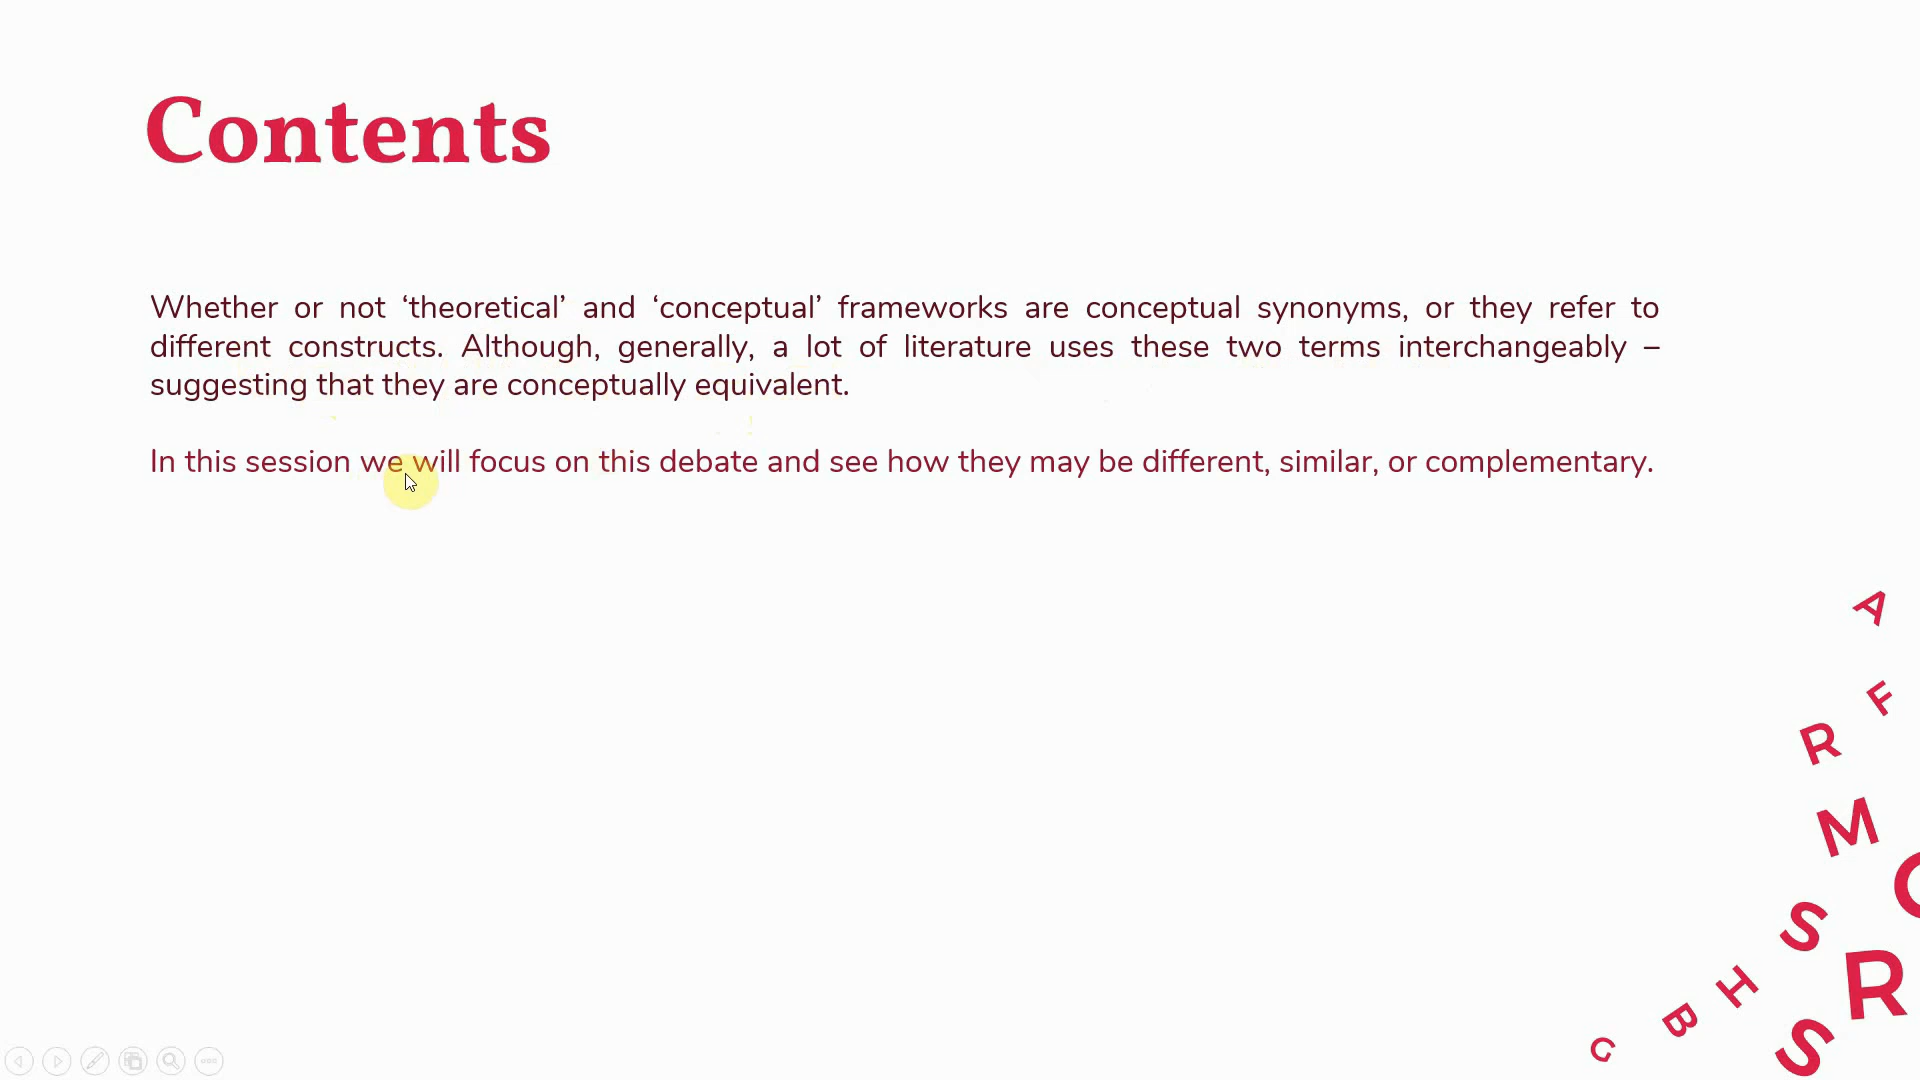 Contents
Whether or not ‘theoretical’ and ‘conceptual’ frameworks are conceptual synonyms, or they refer to
different constructs. Although, generally, a lot of literature uses these two terms interchangeably –
suggesting that they are conceptually equivalent.
In this session we will focus on this debate and see how they may be different, similar, or complementary.
A
F
R
M
S
R
H
B
S
C